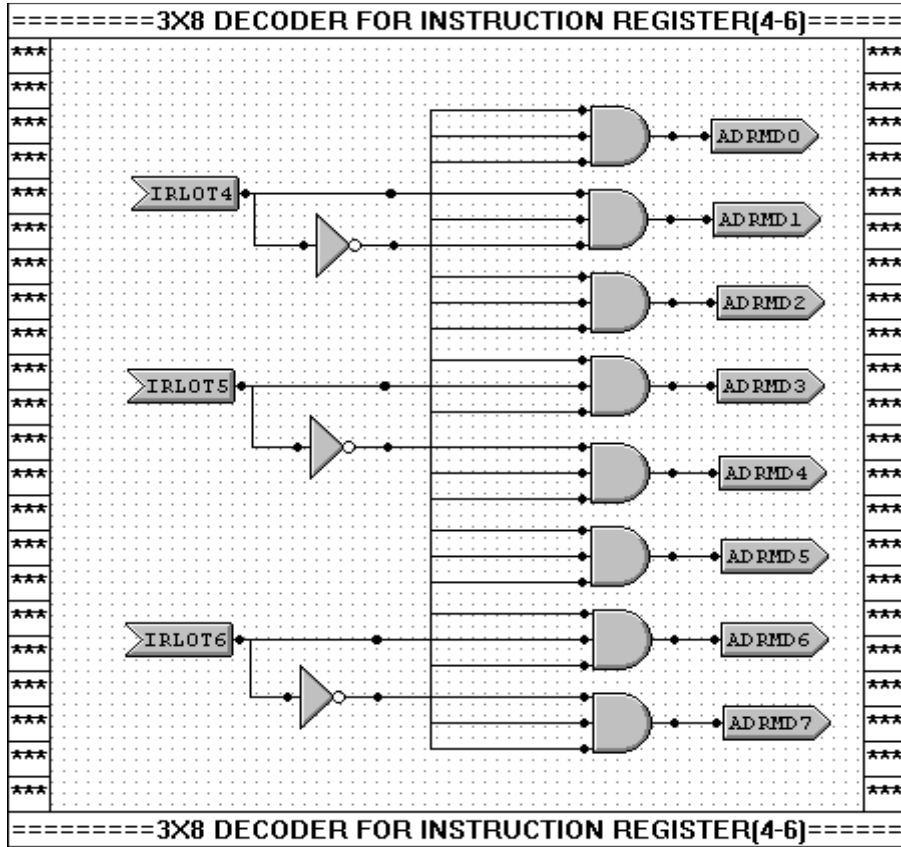 =========3X8 DECODER FOR INSTRUCTION REGISTER(4-6)======
*** ***
*** ***
*** ***
ADRMD0
*** ***
*** IRLOT4 ***
ADRMD1
*** ***
*** ***
*** ADRMD2 ***
*** ***
*** ***
IRLOT5 ADRMD3
*** ***
*** ***
*** ADRMD4 ***
*** ***
*** ***
ADRMD5
*** ***
*** ***
IRLOT6 ADRMD6
*** ***
*** ***
*** ADRMD7 ***
*** ***
*** ***
=========3X8 DECODER FOR INSTRUCTION REGISTER(4-6)======